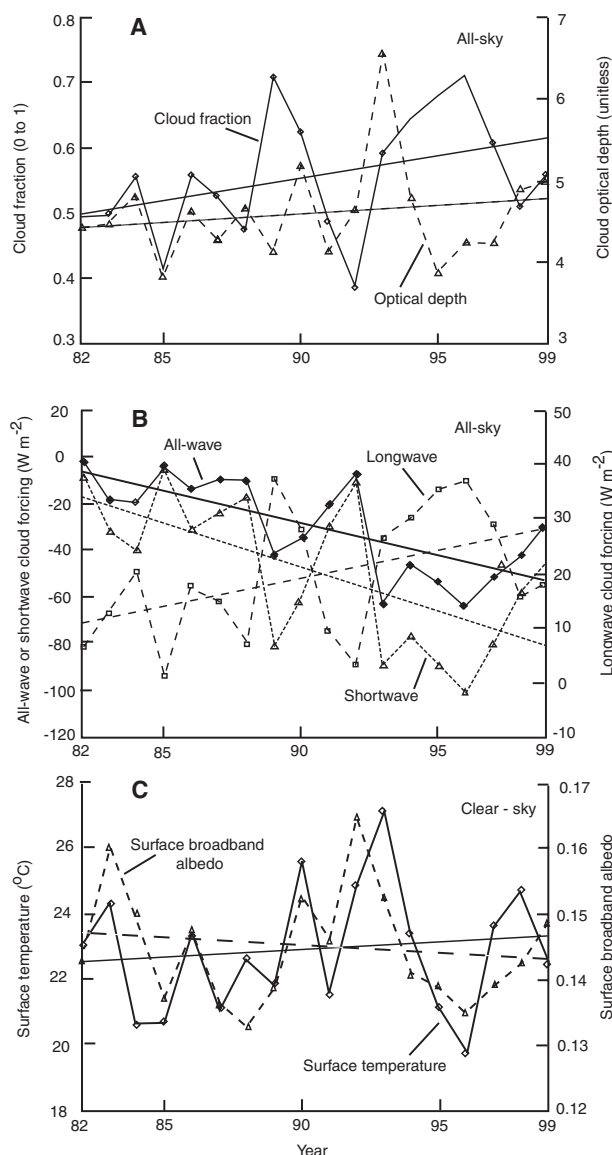 A
All-sky
Cloud fraction
Optical depth
Cloud fraction (0 to 1)
Cloud optical depth (unitless)
0.8
0.7
0.6
0.5
0.4
0.3
7
6
5
4
3
82
85
90
95
99
B
All-sky
All-wave
Longwave
Shortwave
All-wave or shortwave cloud forcing (W m-2)
Longwave cloud forcing (W m-2)
20
0
-20
-40
-60
-80
-100
-120
50
40
30
20
10
0
-10
82
85
90
95
99
C
Clear - sky
Surface broadband
albedo
Surface temperature
Surface temperature (°C)
Surface broadband albedo
28
26
24
22
20
18
0.17
0.16
0.15
0.14
0.13
0.12
82
85
90
95
99
Year